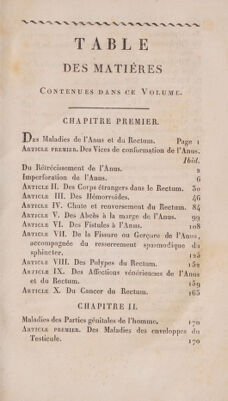 TABLE
DES MATIÉRES
CONTENUES DANS CE VOLUME.
CHAPITRE PREMIER.
DES Maladies de l'Anus et du Rectum. Page 1
ARTICLE PREMIER. Des Vices de conformation de l'Anus.
Ibid.
Du Rétrécissement de l'Anus. 2
Imperforation de l'Anus. 6
ARTICLE II. Des Corps étrangers dans le Rectum. 30
ARTICLE III. Des Hémorroïdes. 46
ARTICLE IV. Chute et renversement du Rectum. 84
ARTICLE V. Des Abcès à la marge de l'Anus. 99
ARTICLE VI. Des Fistules à l'Anus. 108
ARTICLE VII. De la Fissure ou Gerçure de l'Anus,
accompagnée du resserrement spasmodique du
sphincter. 125
ARTICLE VIII. Des Polypes du Rectum. 152
ARTICLE IX. Des Affections vénériennes de l'Anus
et du Rectum. 159
ARTICLE X. Du Cancer du Rectum. 165
CHAPITRE II.
Maladies des Parties génitales de l'homme. 170
ARTICLE PREMIER. Des Maladies des enveloppes du
Testicule. 170